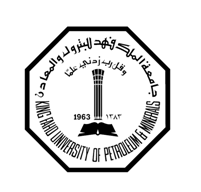 جامعة الملك فهد للبترول والمعادن
وقل رب زدني علما
1963 ١٣٨٣
KING FAHD UNIVERSITY OF PETROLEUM & MINERALS